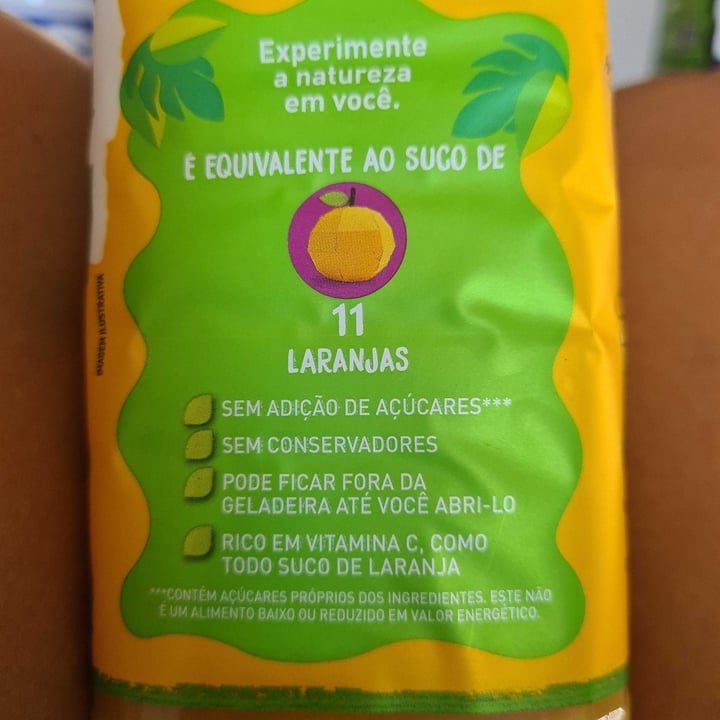 Experimente
a natureza
em você.
É EQUIVALENTE AO SUCO DE
11
LARANJAS
SEM ADIÇÃO DE AÇÚCARES***
SEM CONSERVADORES
PODE FICAR FORA DA
GELADEIRA ATÉ VOCÊ ABRI-LO
RICO EM VITAMINA C, COMO
TODO SUCO DE LARANJA
***CONTÉM AÇÚCARES PRÓPRIOS DOS INGREDIENTES. ESTE NÃO
É UM ALIMENTO BAIXO OU REDUZIDO EM VALOR ENERGÉTICO.
IMAGEM ILUSTRATIVA